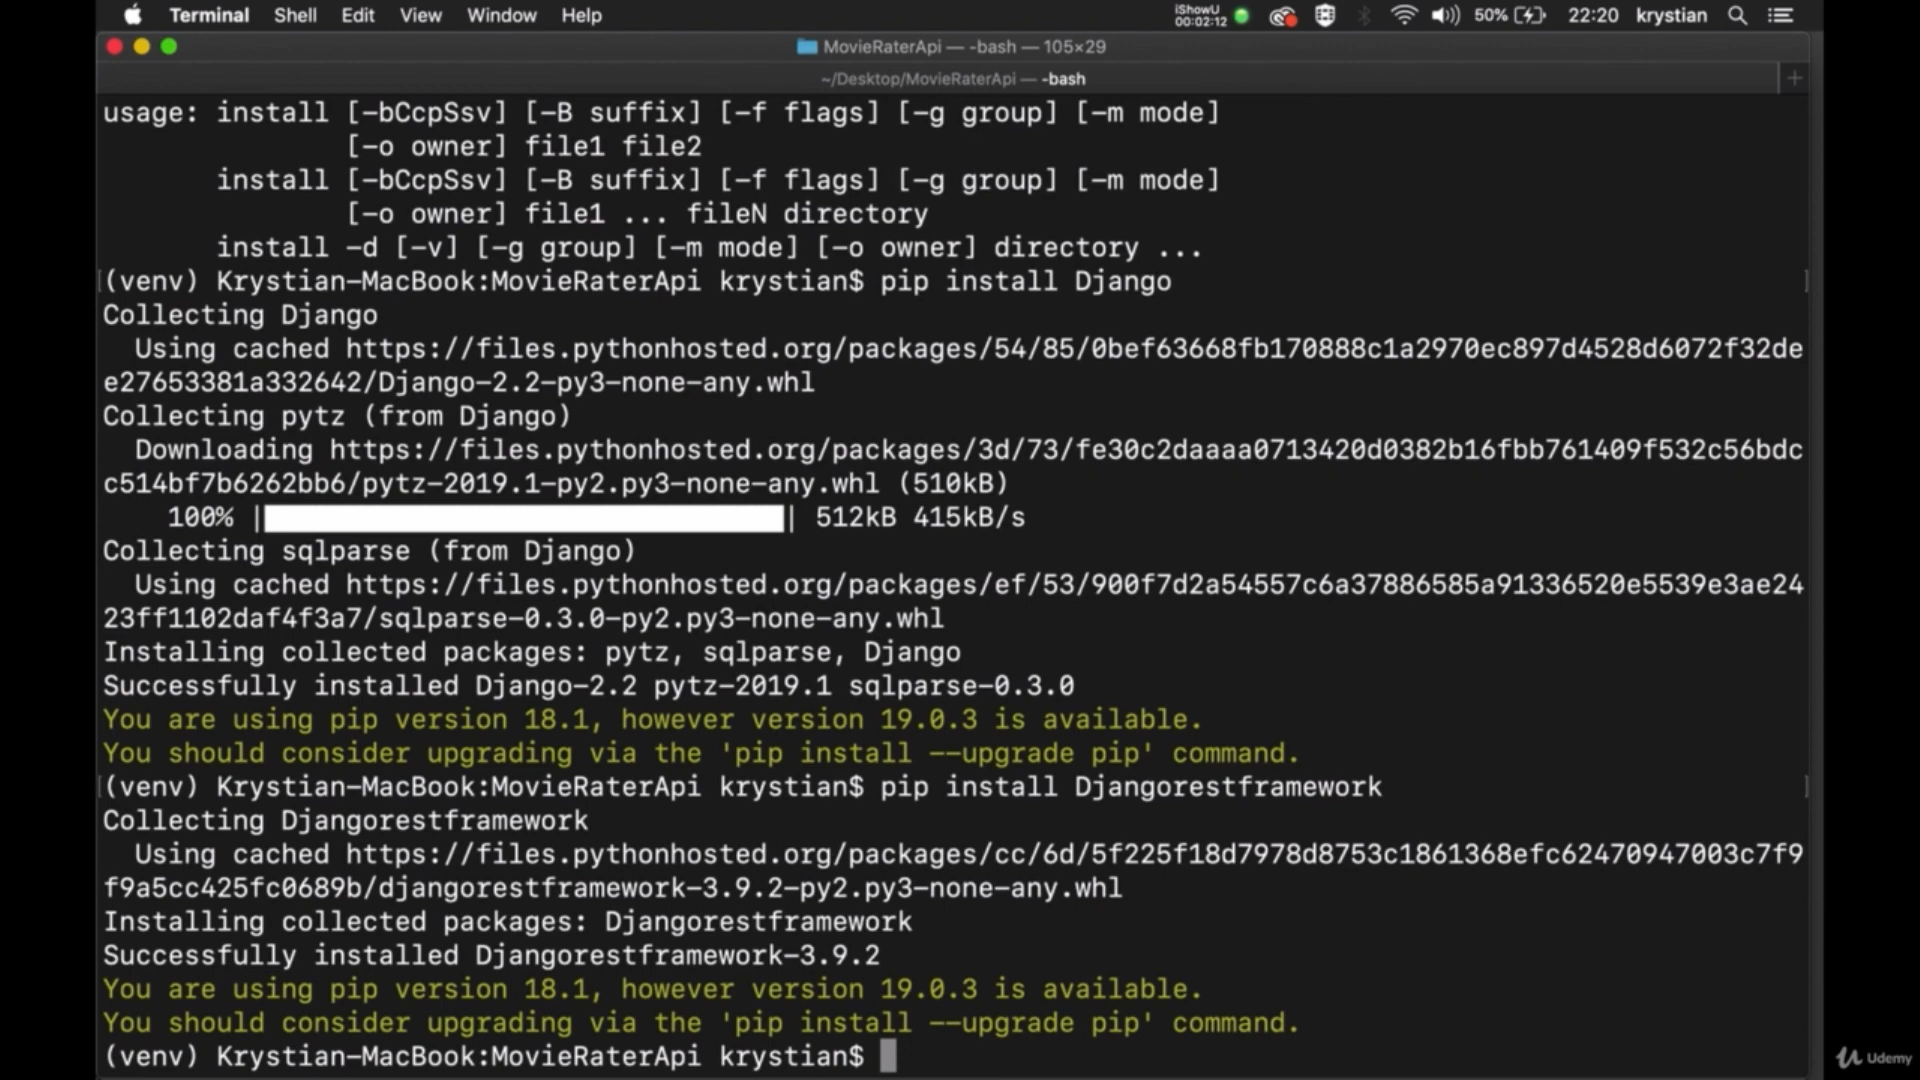 Terminal Shell Edit View Window Help iShowU 00:02:12 50% 22:20 krystian
MovieRaterApi — -bash — 105×29
~/Desktop/MovieRaterApi — -bash
usage: install [-bCcpSsv] [-B suffix] [-f flags] [-g group] [-m mode]
[-o owner] file1 file2
install [-bCcpSsv] [-B suffix] [-f flags] [-g group] [-m mode]
[-o owner] file1 ... fileN directory
install -d [-v] [-g group] [-m mode] [-o owner] directory ...
(venv) Krystian-MacBook:MovieRaterApi krystian$ pip install Django
Collecting Django
Using cached https://files.pythonhosted.org/packages/54/85/0bef63668fb170888c1a2970ec897d4528d6072f32de
e27653381a332642/Django-2.2-py3-none-any.whl
Collecting pytz (from Django)
Downloading https://files.pythonhosted.org/packages/3d/73/fe30c2daaaa0713420d0382b16fbb761409f532c56bdc
c514bf7b6262bb6/pytz-2019.1-py2.py3-none-any.whl (510kB)
100% | | 512kB 415kB/s
Collecting sqlparse (from Django)
Using cached https://files.pythonhosted.org/packages/ef/53/900f7d2a54557c6a37886585a91336520e5539e3ae24
23ff1102daf4f3a7/sqlparse-0.3.0-py2.py3-none-any.whl
Installing collected packages: pytz, sqlparse, Django
Successfully installed Django-2.2 pytz-2019.1 sqlparse-0.3.0
You are using pip version 18.1, however version 19.0.3 is available.
You should consider upgrading via the 'pip install --upgrade pip' command.
(venv) Krystian-MacBook:MovieRaterApi krystian$ pip install Djangorestframework
Collecting Djangorestframework
Using cached https://files.pythonhosted.org/packages/cc/6d/5f225f18d7978d8753c1861368efc62470947003c7f9
f9a5cc425fc0689b/djangorestframework-3.9.2-py2.py3-none-any.whl
Installing collected packages: Djangorestframework
Successfully installed Djangorestframework-3.9.2
You are using pip version 18.1, however version 19.0.3 is available.
You should consider upgrading via the 'pip install --upgrade pip' command.
(venv) Krystian-MacBook:MovieRaterApi krystian$
Udemy